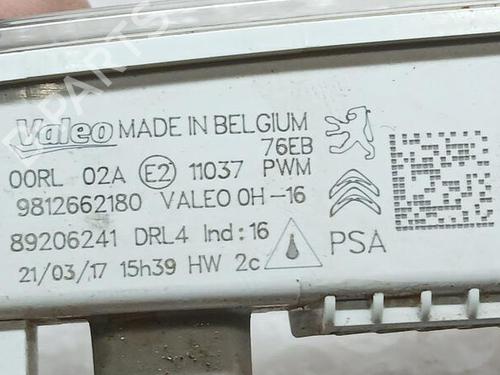 Valeo MADE IN BELGIUM
76EB
00RL 02A E2 11037 PWM
9812662180 VALEO 0H-16
89206241 DRL4 Ind:16
21/03/17 15h39 HW 2c
PSA
PARTS